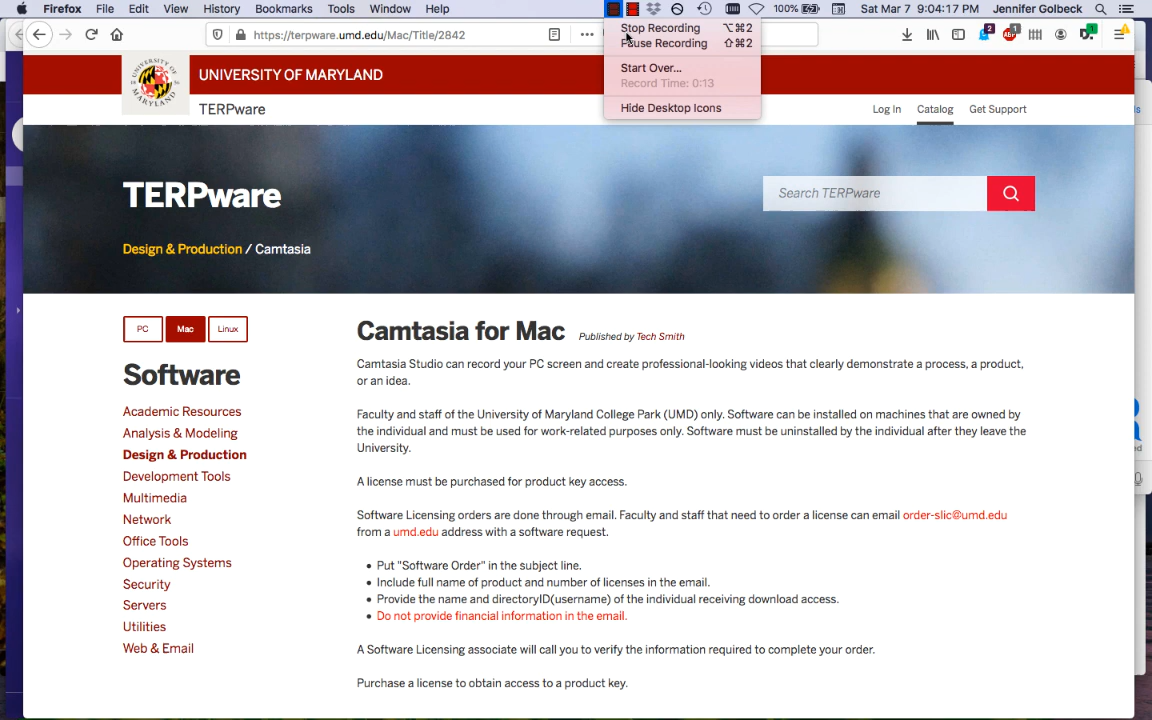 Firefox File Edit View History Bookmarks Tools Window Help 100% Sat Mar 7 9:04:17 PM Jennifer Golbeck
https://terpware.umd.edu/Mac/Title/2842
Stop Recording ⌥⌘2
Pause Recording ⇧⌘2
Start Over...
Record Time: 0:13
Hide Desktop Icons
UNIVERSITY OF MARYLAND
TERPware
Log In Catalog Get Support
TERPware
Search TERPware
Design & Production / Camtasia
PC Mac Linux
Software
Academic Resources
Analysis & Modeling
Design & Production
Development Tools
Multimedia
Network
Office Tools
Operating Systems
Security
Servers
Utilities
Web & Email
Camtasia for Mac Published by Tech Smith
Camtasia Studio can record your PC screen and create professional-looking videos that clearly demonstrate a process, a product,
or an idea.
Faculty and staff of the University of Maryland College Park (UMD) only. Software can be installed on machines that are owned by
the individual and must be used for work-related purposes only. Software must be uninstalled by the individual after they leave the
University.
A license must be purchased for product key access.
Software Licensing orders are done through email. Faculty and staff that need to order a license can email order-slic@umd.edu
from a umd.edu address with a software request.
• Put "Software Order" in the subject line.
• Include full name of product and number of licenses in the email.
• Provide the name and directoryID(username) of the individual receiving download access.
• Do not provide financial information in the email.
A Software Licensing associate will call you to verify the information required to complete your order.
Purchase a license to obtain access to a product key.